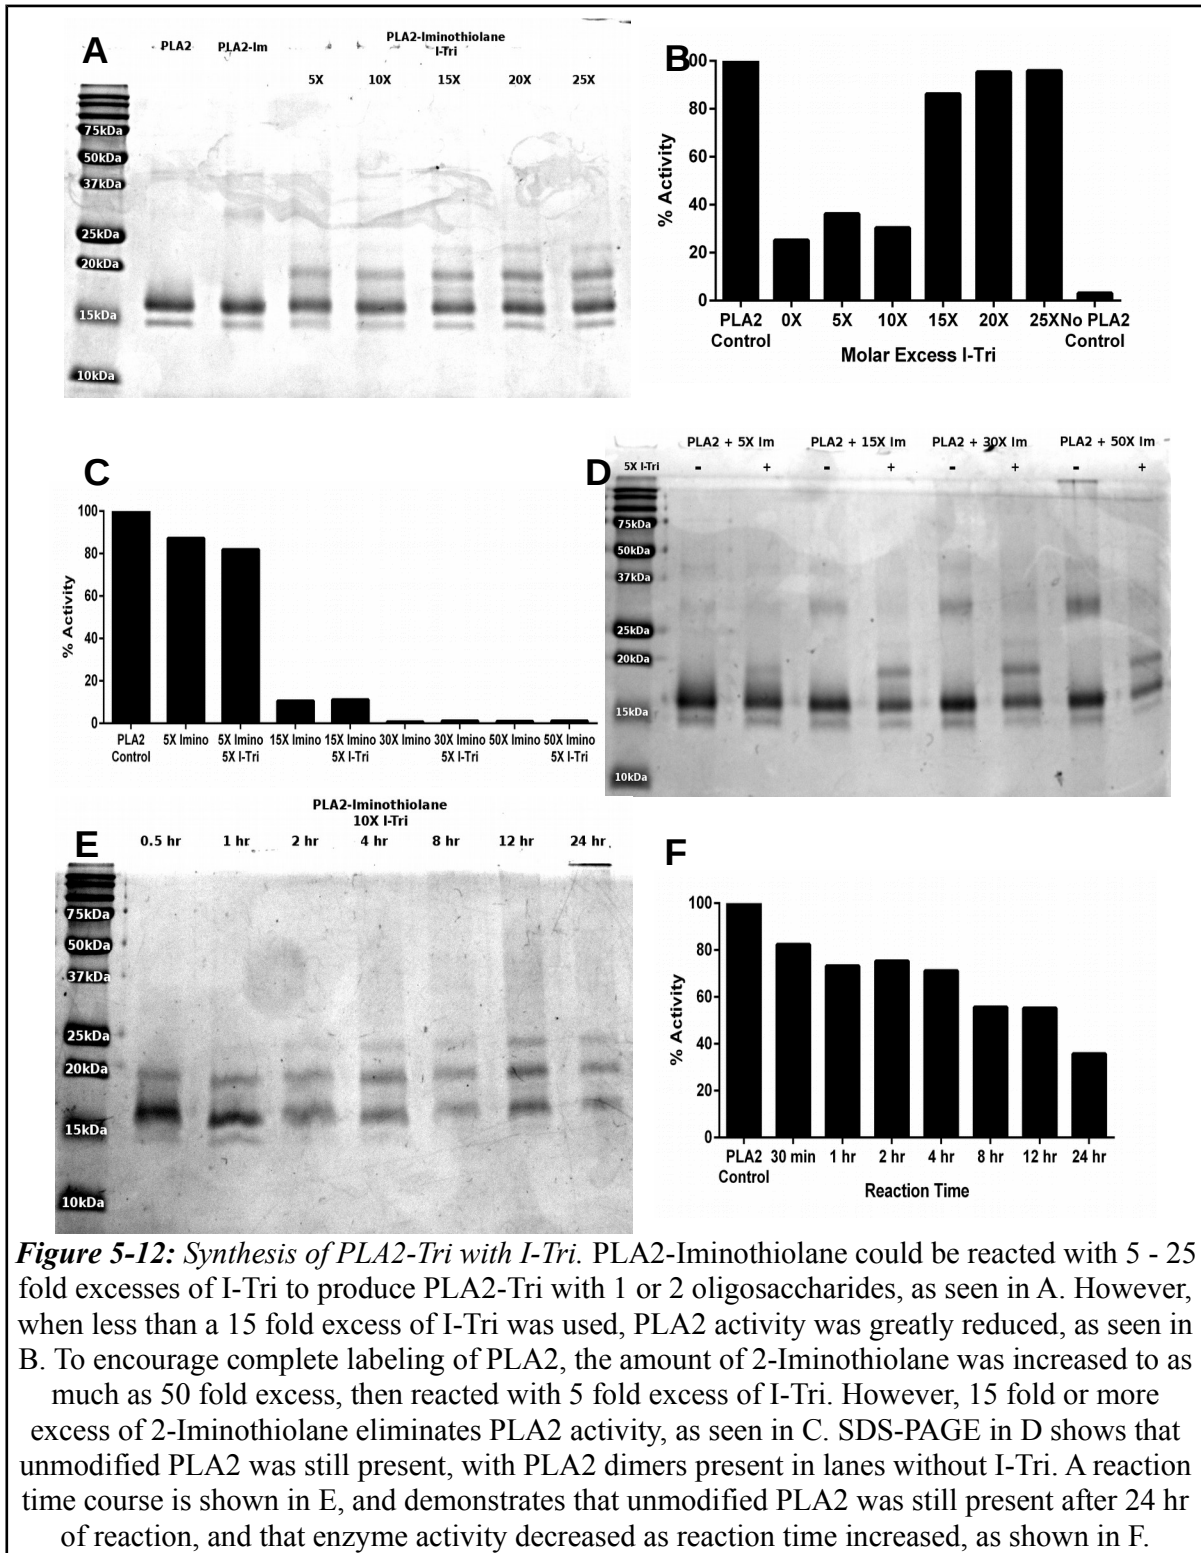 A
PLA2 PLA2-Im PLA2-Iminothiolane
I-Tri
5X 10X 15X 20X 25X
75kDa
50kDa
37kDa
25kDa
20kDa
15kDa
10kDa
B
% Activity
100
80
60
40
20
0
PLA2 Control 0X 5X 10X 15X 20X 25X No PLA2 Control
Molar Excess I-Tri
C
% Activity
100
80
60
40
20
0
PLA2 Control 5X Imino 5X Imino 5X I-Tri 15X Imino 15X Imino 5X I-Tri 30X Imino 30X Imino 5X I-Tri 50X Imino 50X Imino 5X I-Tri
D
PLA2 + 5X Im PLA2 + 15X Im PLA2 + 30X Im PLA2 + 50X Im
5X I-Tri - + - + - + - +
75kDa
50kDa
37kDa
25kDa
20kDa
15kDa
10kDa
E
PLA2-Iminothiolane
10X I-Tri
0.5 hr 1 hr 2 hr 4 hr 8 hr 12 hr 24 hr
75kDa
50kDa
37kDa
25kDa
20kDa
15kDa
10kDa
F
% Activity
100
80
60
40
20
0
PLA2 Control 30 min 1 hr 2 hr 4 hr 8 hr 12 hr 24 hr
Reaction Time
Figure 5-12: Synthesis of PLA2-Tri with I-Tri. PLA2-Iminothiolane could be reacted with 5 - 25
fold excesses of I-Tri to produce PLA2-Tri with 1 or 2 oligosaccharides, as seen in A. However,
when less than a 15 fold excess of I-Tri was used, PLA2 activity was greatly reduced, as seen in
B. To encourage complete labeling of PLA2, the amount of 2-Iminothiolane was increased to as
much as 50 fold excess, then reacted with 5 fold excess of I-Tri. However, 15 fold or more
excess of 2-Iminothiolane eliminates PLA2 activity, as seen in C. SDS-PAGE in D shows that
unmodified PLA2 was still present, with PLA2 dimers present in lanes without I-Tri. A reaction
time course is shown in E, and demonstrates that unmodified PLA2 was still present after 24 hr
of reaction, and that enzyme activity decreased as reaction time increased, as shown in F.